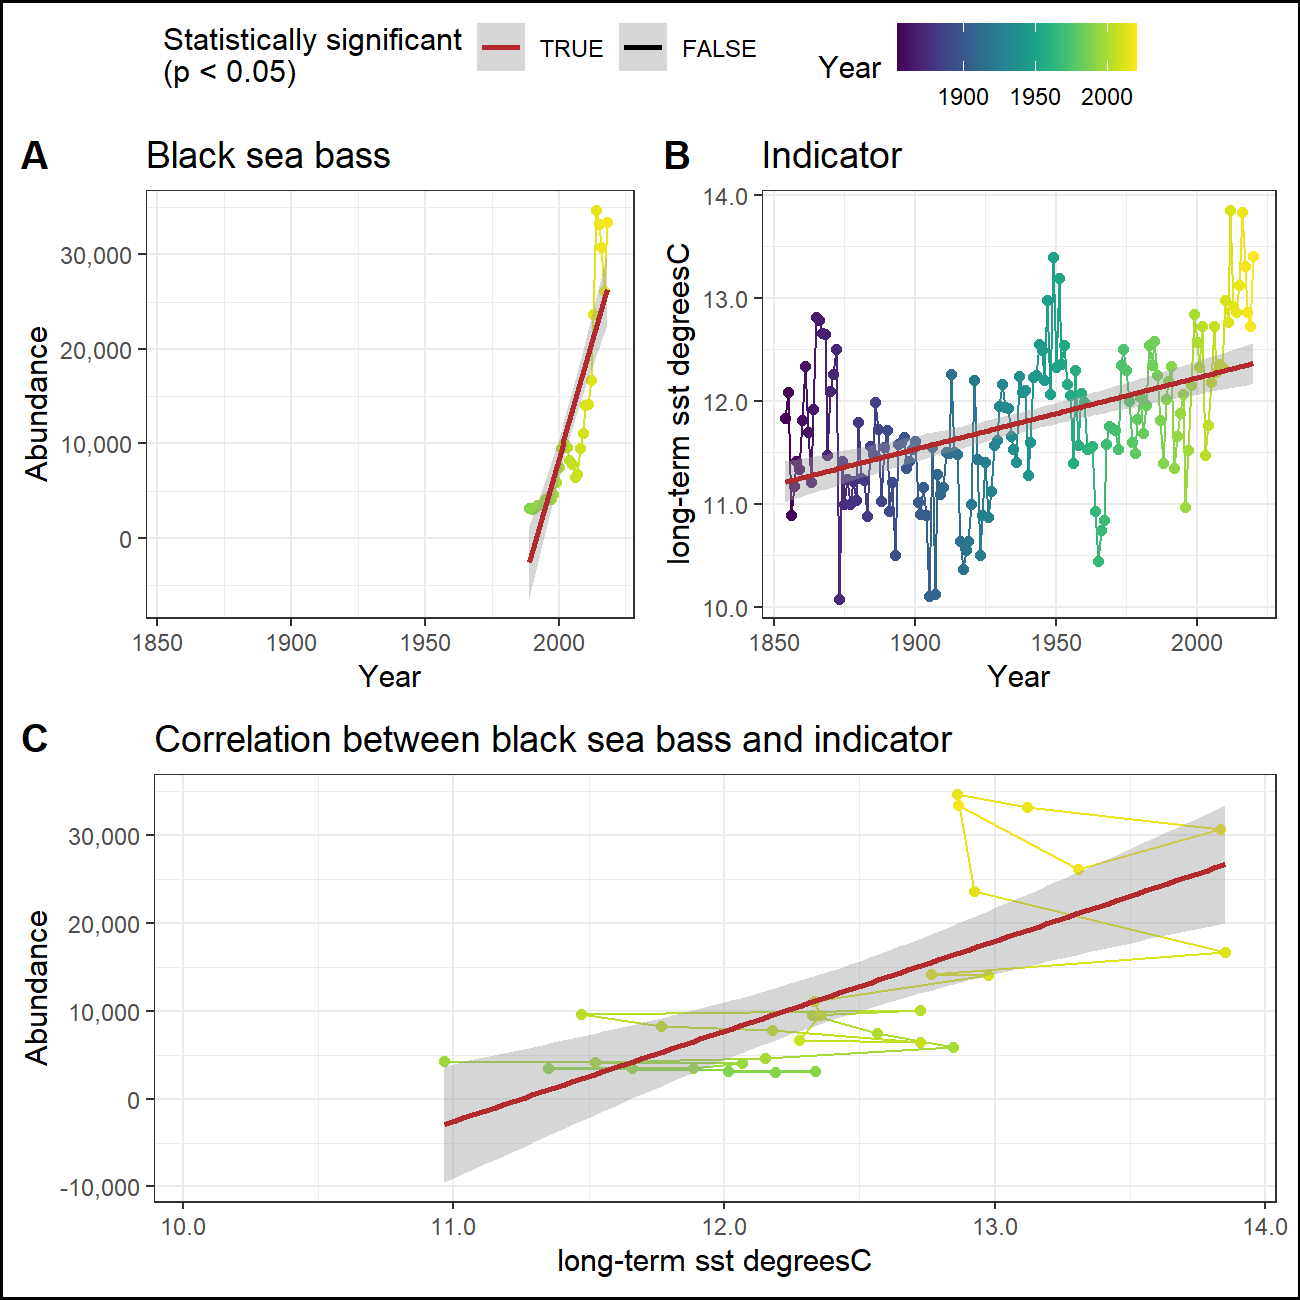 Statistically significant
(p < 0.05)
TRUE
FALSE
Year
1900 1950 2000
A Black sea bass
Abundance
30,000
20,000
10,000
0
1850 1900 1950 2000
Year
B Indicator
long-term sst degreesC
14.0
13.0
12.0
11.0
10.0
1850 1900 1950 2000
Year
C Correlation between black sea bass and indicator
Abundance
30,000
20,000
10,000
0
-10,000
10.0 11.0 12.0 13.0 14.0
long-term sst degreesC